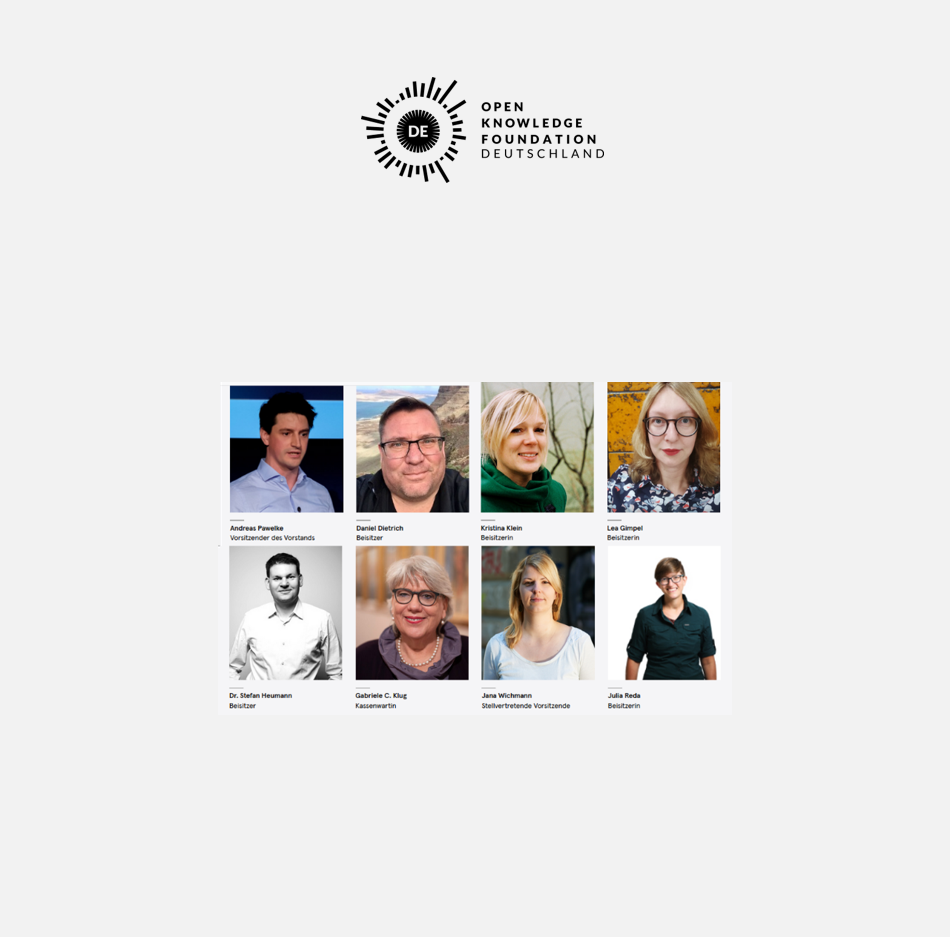 DE
OPEN
KNOWLEDGE
FOUNDATION
DEUTSCHLAND
Andreas Pawelke
Vorsitzender des Vorstands
Daniel Dietrich
Beisitzer
Kristina Klein
Beisitzerin
Lea Gimpel
Beisitzerin
Dr. Stefan Heumann
Beisitzer
Gabriele C. Klug
Kassenwartin
Jana Wichmann
Stellvertretende Vorsitzende
Julia Reda
Beisitzerin